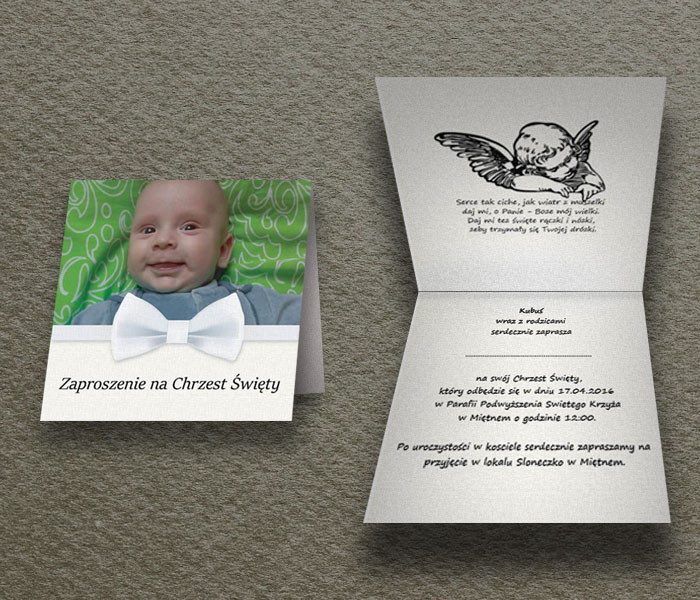 Zaproszenie na Chrzest Święty
Serce tak ciche, jak wiatr z muszelki
daj mi, o Panie - Boże mój wielki.
Daj mi też święte rączki i nóżki,
żeby trzymały się Twojej dróżki.
Kubuś
wraz z rodzicami
serdecznie zaprasza
na swój Chrzest Święty,
który odbędzie się w dniu 17.04.2016
w Parafii Podwyższenia Swietego Krzyża
w Miętnem o godzinie 12:00.
Po uroczystości w kosciele serdecznie zapraszamy na
przyjęcie w lokalu Sloneczko w Miętnem.